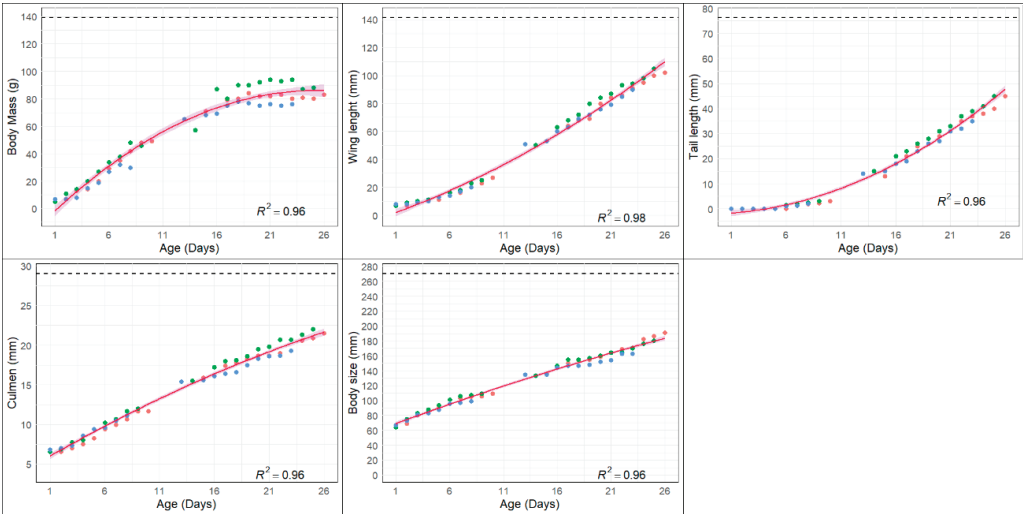 140
120
100
80
60
40
20
0
Body Mass (g)
R² = 0.96
1 6 11 16 21 26
Age (Days)
140
120
100
80
60
40
20
0
Wing lenght (mm)
R² = 0.98
1 6 11 16 21 26
Age (Days)
80
70
60
50
40
30
20
10
0
Tail length (mm)
R² = 0.96
1 6 11 16 21 26
Age (Days)
30
25
20
15
10
5
Culmen (mm)
R² = 0.96
1 6 11 16 21 26
Age (Days)
280
260
240
220
200
180
160
140
120
100
80
60
40
20
0
Body size (mm)
R² = 0.96
1 6 11 16 21 26
Age (Days)